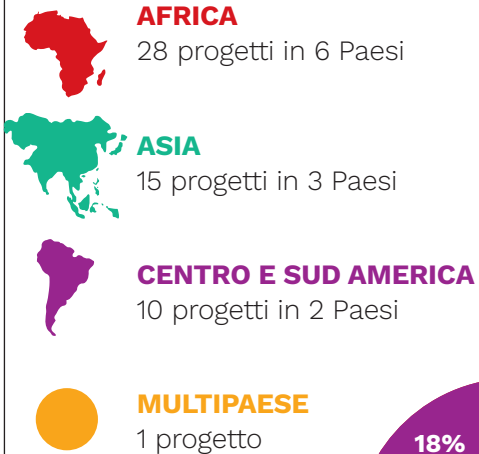 AFRICA
28 progetti in 6 Paesi
ASIA
15 progetti in 3 Paesi
CENTRO E SUD AMERICA
10 progetti in 2 Paesi
MULTIPAESE
1 progetto
18%